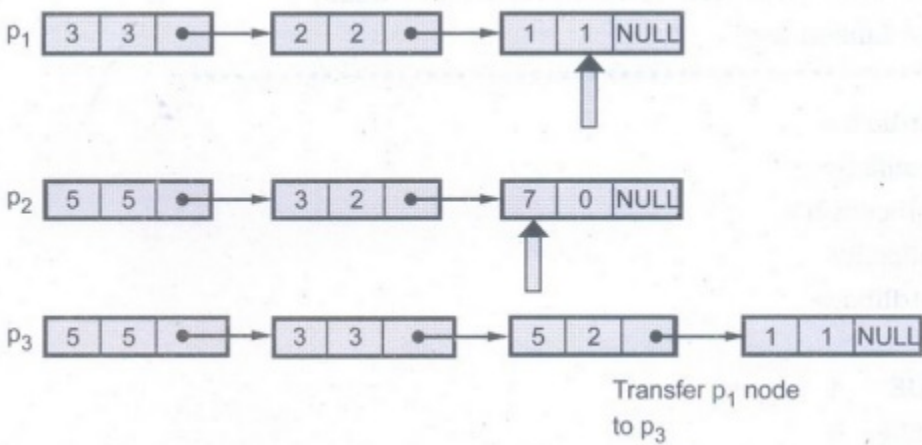 p1 3 3 2 2 1 1 NULL
p2 5 5 3 2 7 0 NULL
p3 5 5 3 3 5 2 1 1 NULL
Transfer p1 node
to p3